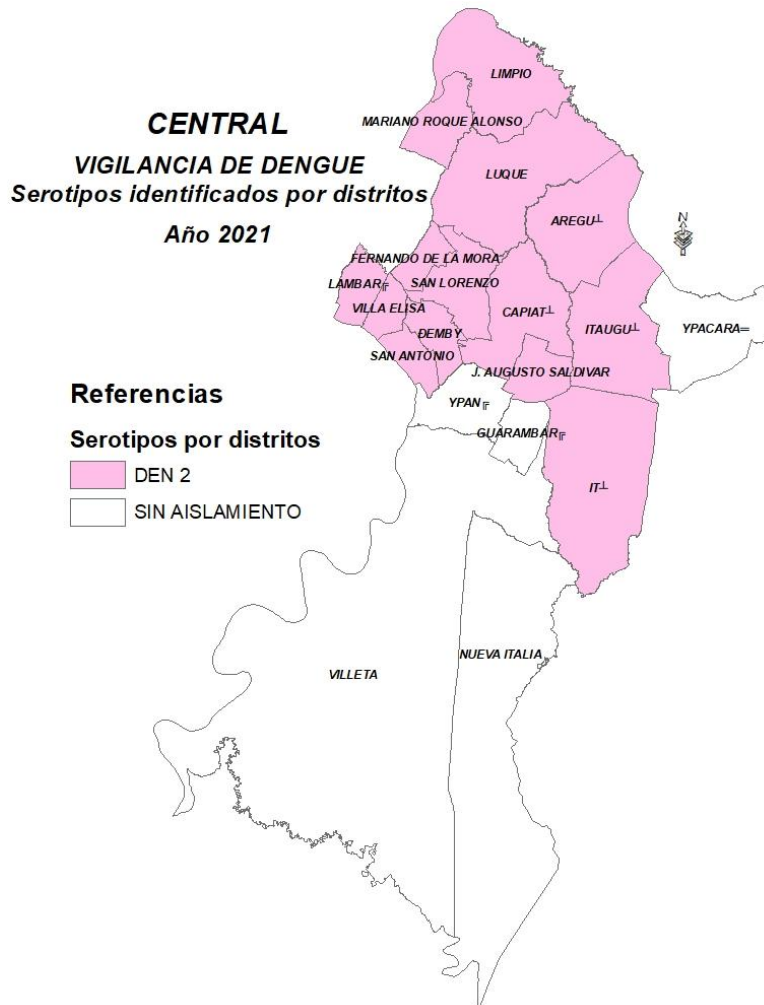 CENTRAL
VIGILANCIA DE DENGUE
Serotipos identificados por distritos
Año 2021
LIMPIO
MARIANO ROQUE ALONSO
LUQUE
AREGU┴
N
FERNANDO DE LA MORA
LAMBAR╔
SAN LORENZO
VILLA ELISA
CAPIAT┴
ITAUGU┴
YPACARA═
ÐEMBY
SAN ANTONIO
J. AUGUSTO SALDIVAR
YPAN╔
GUARAMBAR╔
IT┴
NUEVA ITALIA
VILLETA
Referencias
Serotipos por distritos
DEN 2
SIN AISLAMIENTO